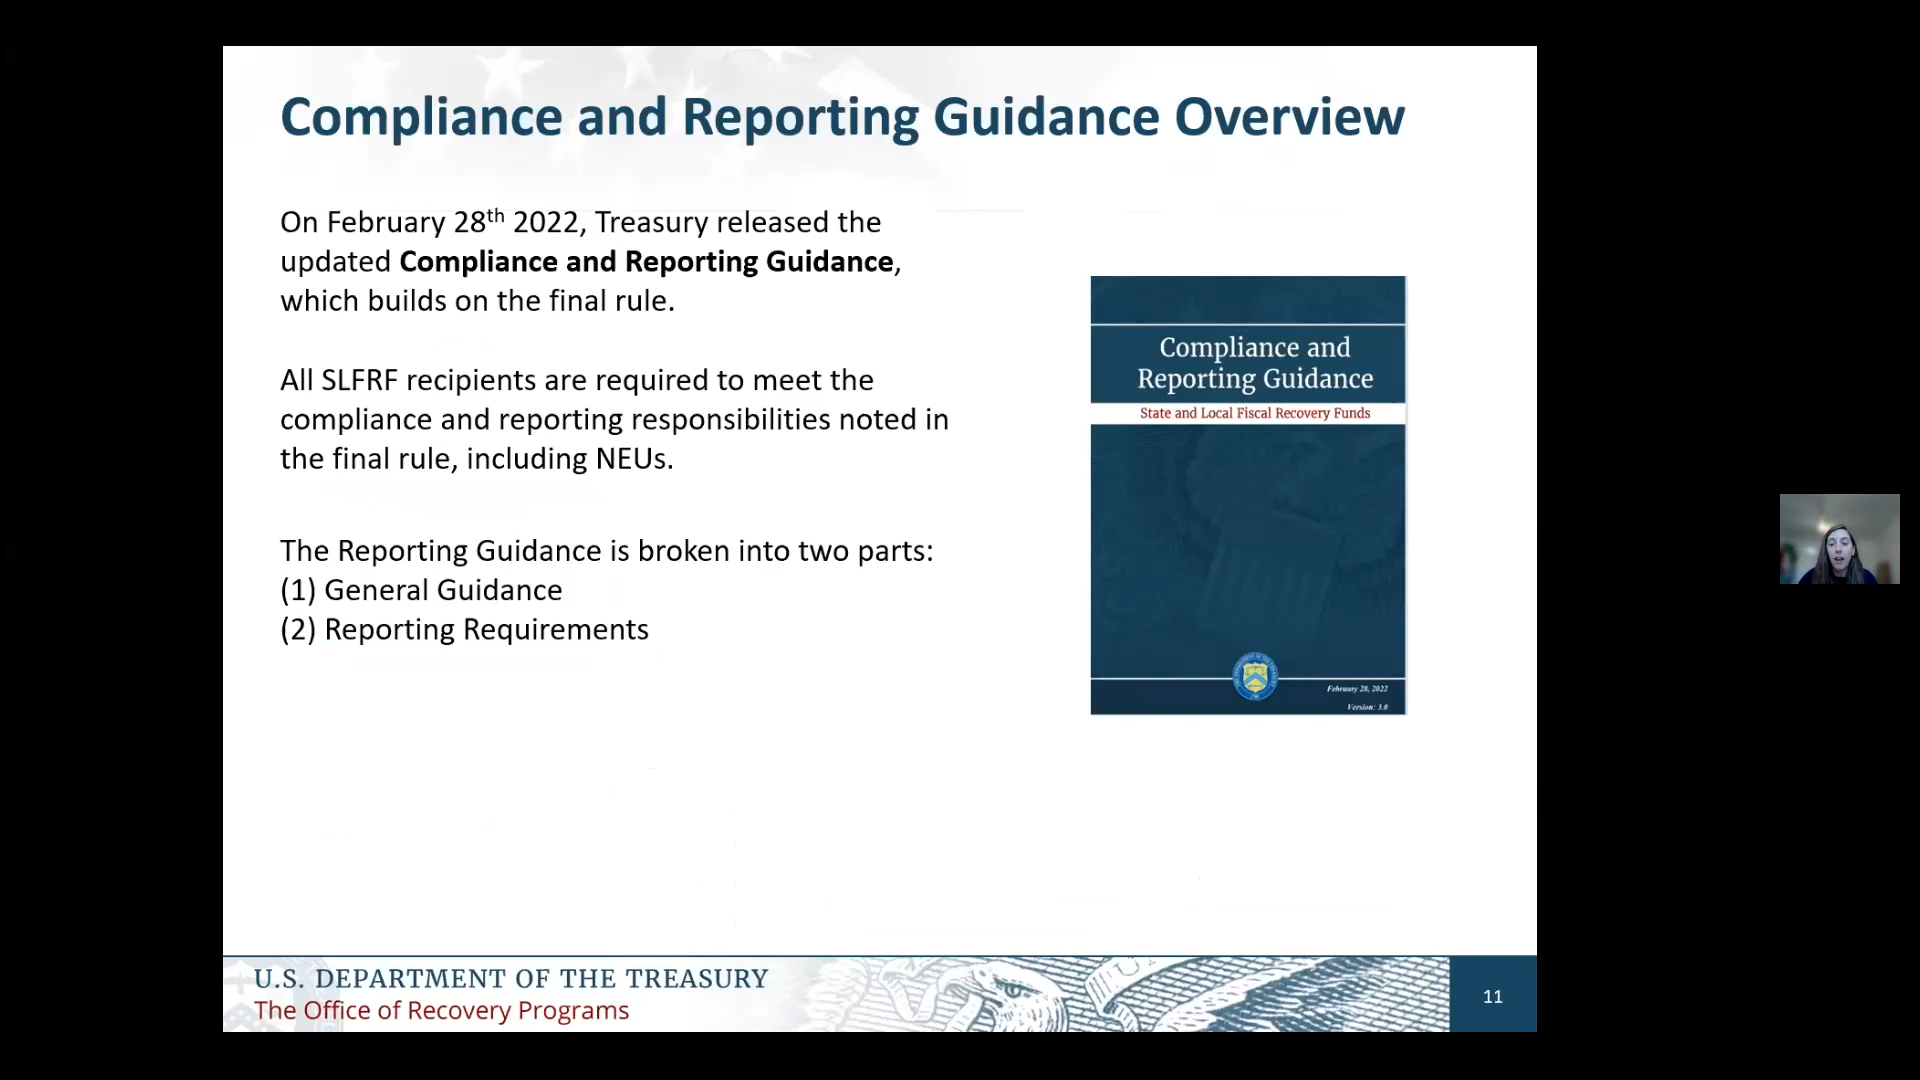 Compliance and Reporting Guidance Overview
On February 28th 2022, Treasury released the
updated Compliance and Reporting Guidance,
which builds on the final rule.
All SLFRF recipients are required to meet the
compliance and reporting responsibilities noted in
the final rule, including NEUs.
The Reporting Guidance is broken into two parts:
(1) General Guidance
(2) Reporting Requirements
Compliance and
Reporting Guidance
State and Local Fiscal Recovery Funds
February 28, 2022
Version: 3.0
U.S. DEPARTMENT OF THE TREASURY
The Office of Recovery Programs
11